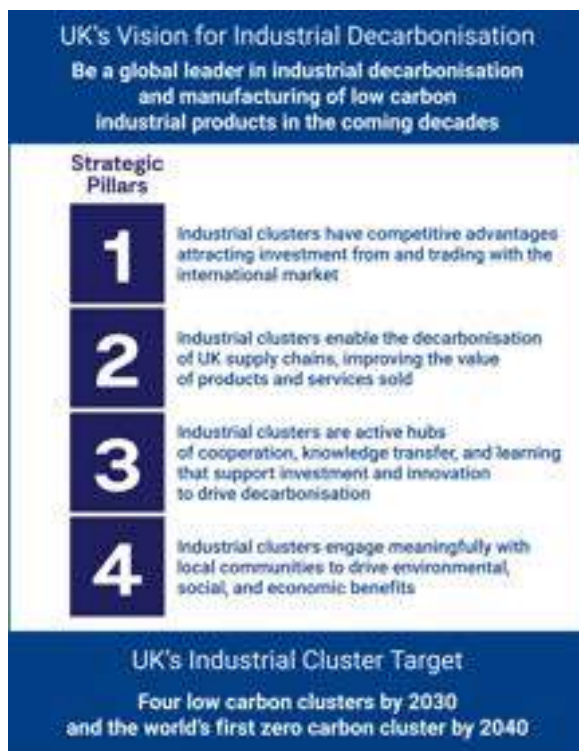 UK's Vision for Industrial Decarbonisation
Be a global leader in industrial decarbonisation
and manufacturing of low carbon
industrial products in the coming decades
Strategic
Pillars
1
Industrial clusters have competitive advantages
attracting investment from and trading with the
international market
2
Industrial clusters enable the decarbonisation
of UK supply chains, improving the value
of products and services sold
3
Industrial clusters are active hubs
of cooperation, knowledge transfer, and learning
that support investment and innovation
to drive decarbonisation
4
Industrial clusters engage meaningfully with
local communities to drive environmental,
social, and economic benefits
UK's Industrial Cluster Target
Four low carbon clusters by 2030
and the world's first zero carbon cluster by 2040